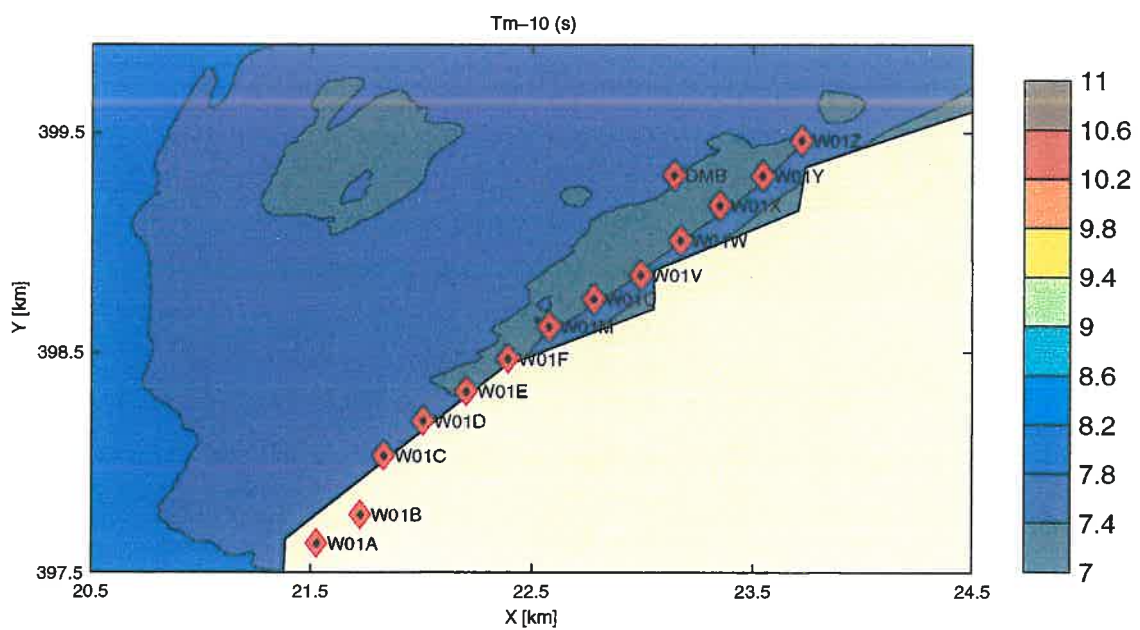 Tm–10 (s)
399.5
398.5
397.5
Y [km]
20.5
21.5
22.5
23.5
24.5
X [km]
W01Z
DMB
W01Y
W01X
W01W
W01V
W01U
W01M
W01F
W01E
W01D
W01C
W01B
W01A
11
10.6
10.2
9.8
9.4
9
8.6
8.2
7.8
7.4
7